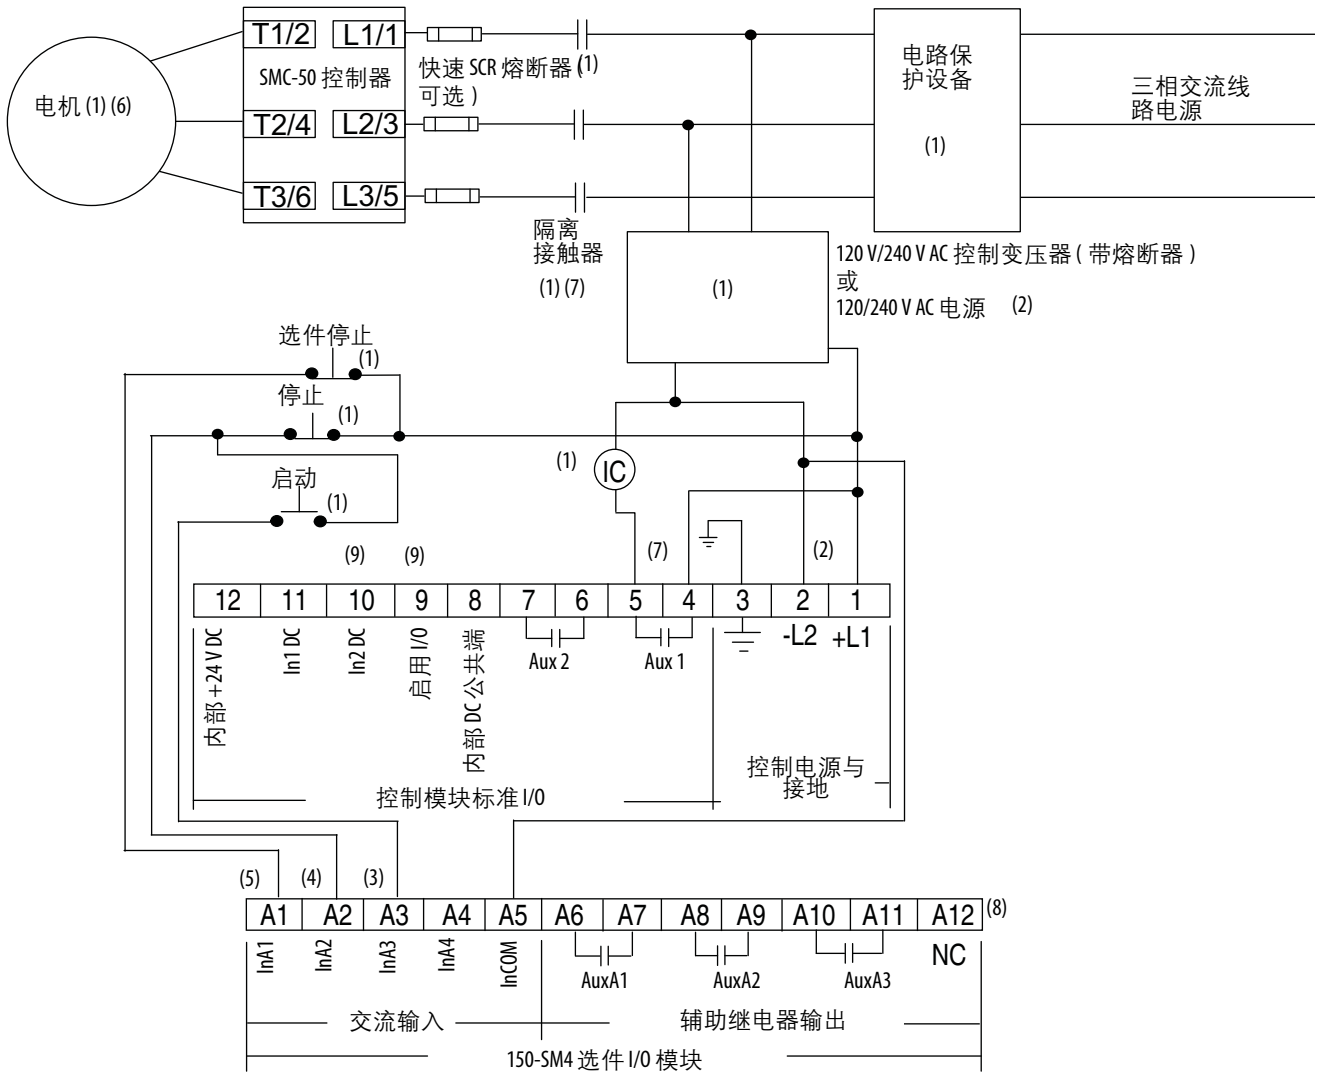 T1/2 L1/1
SMC-50 控制器
T2/4 L2/3
T3/6 L3/5
电机 (1) (6)
快速 SCR 熔断器 (
可选 )
(1)
隔离
接触器
(1) (7)
电路保
护设备
(1)
三相交流线
路电源
(1)
120 V/240 V AC 控制变压器 ( 带熔断器 )
或
120/240 V AC 电源 (2)
选件停止
(1)
停止
(1)
启动
(1)
(1)
IC
(9) (9) (7) (2)
12 11 10 9 8 7 6 5 4 3 2 1
内部 +24 V DC
In1 DC
In2 DC
启用 I/O
内部 DC 公共端
Aux 2
Aux 1
-L2 +L1
控制模块标准 I/O
控制电源与
接地
(5) (4) (3)
A1 A2 A3 A4 A5 A6 A7 A8 A9 A10 A11 A12 (8)
InA1
InA2
InA3
InA4
InCOM
AuxA1
AuxA2
AuxA3
NC
交流输入
辅助继电器输出
150-SM4 选件 I/O 模块